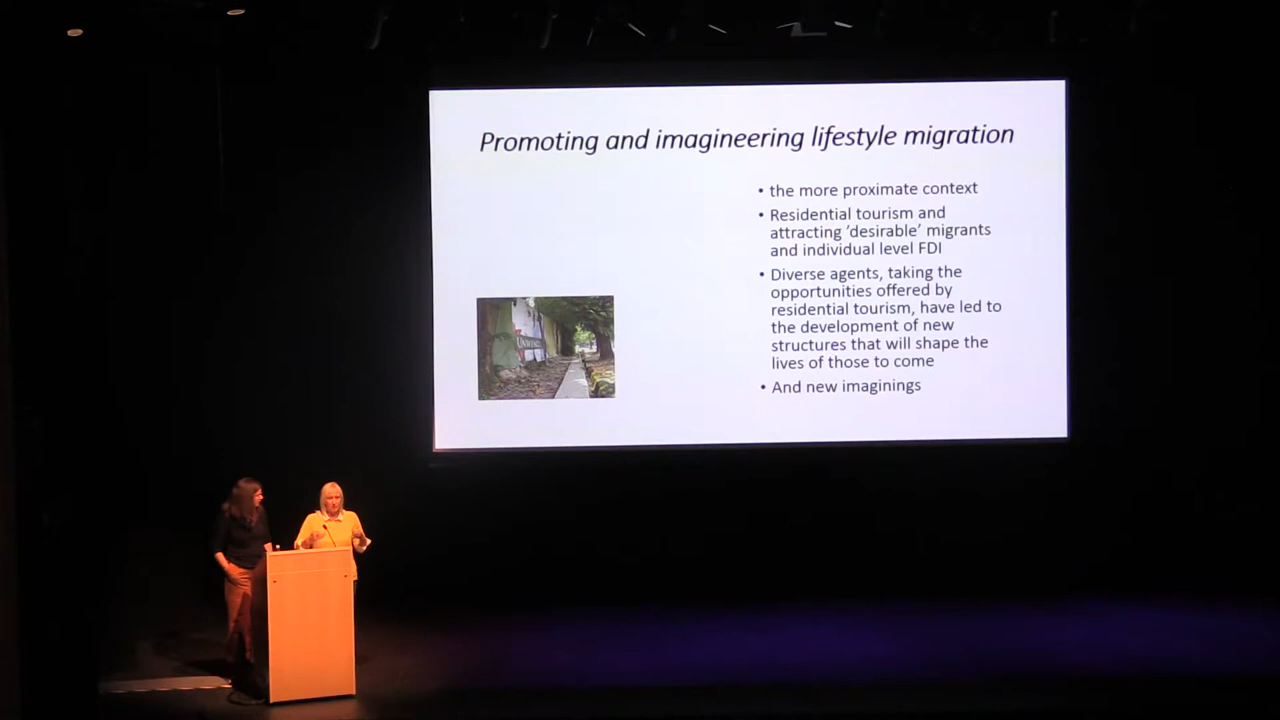 Promoting and imagineering lifestyle migration
• the more proximate context
• Residential tourism and
attracting ‘desirable’ migrants
and individual level FDI
• Diverse agents, taking the
opportunities offered by
residential tourism, have led to
the development of new
structures that will shape the
lives of those to come
• And new imaginings